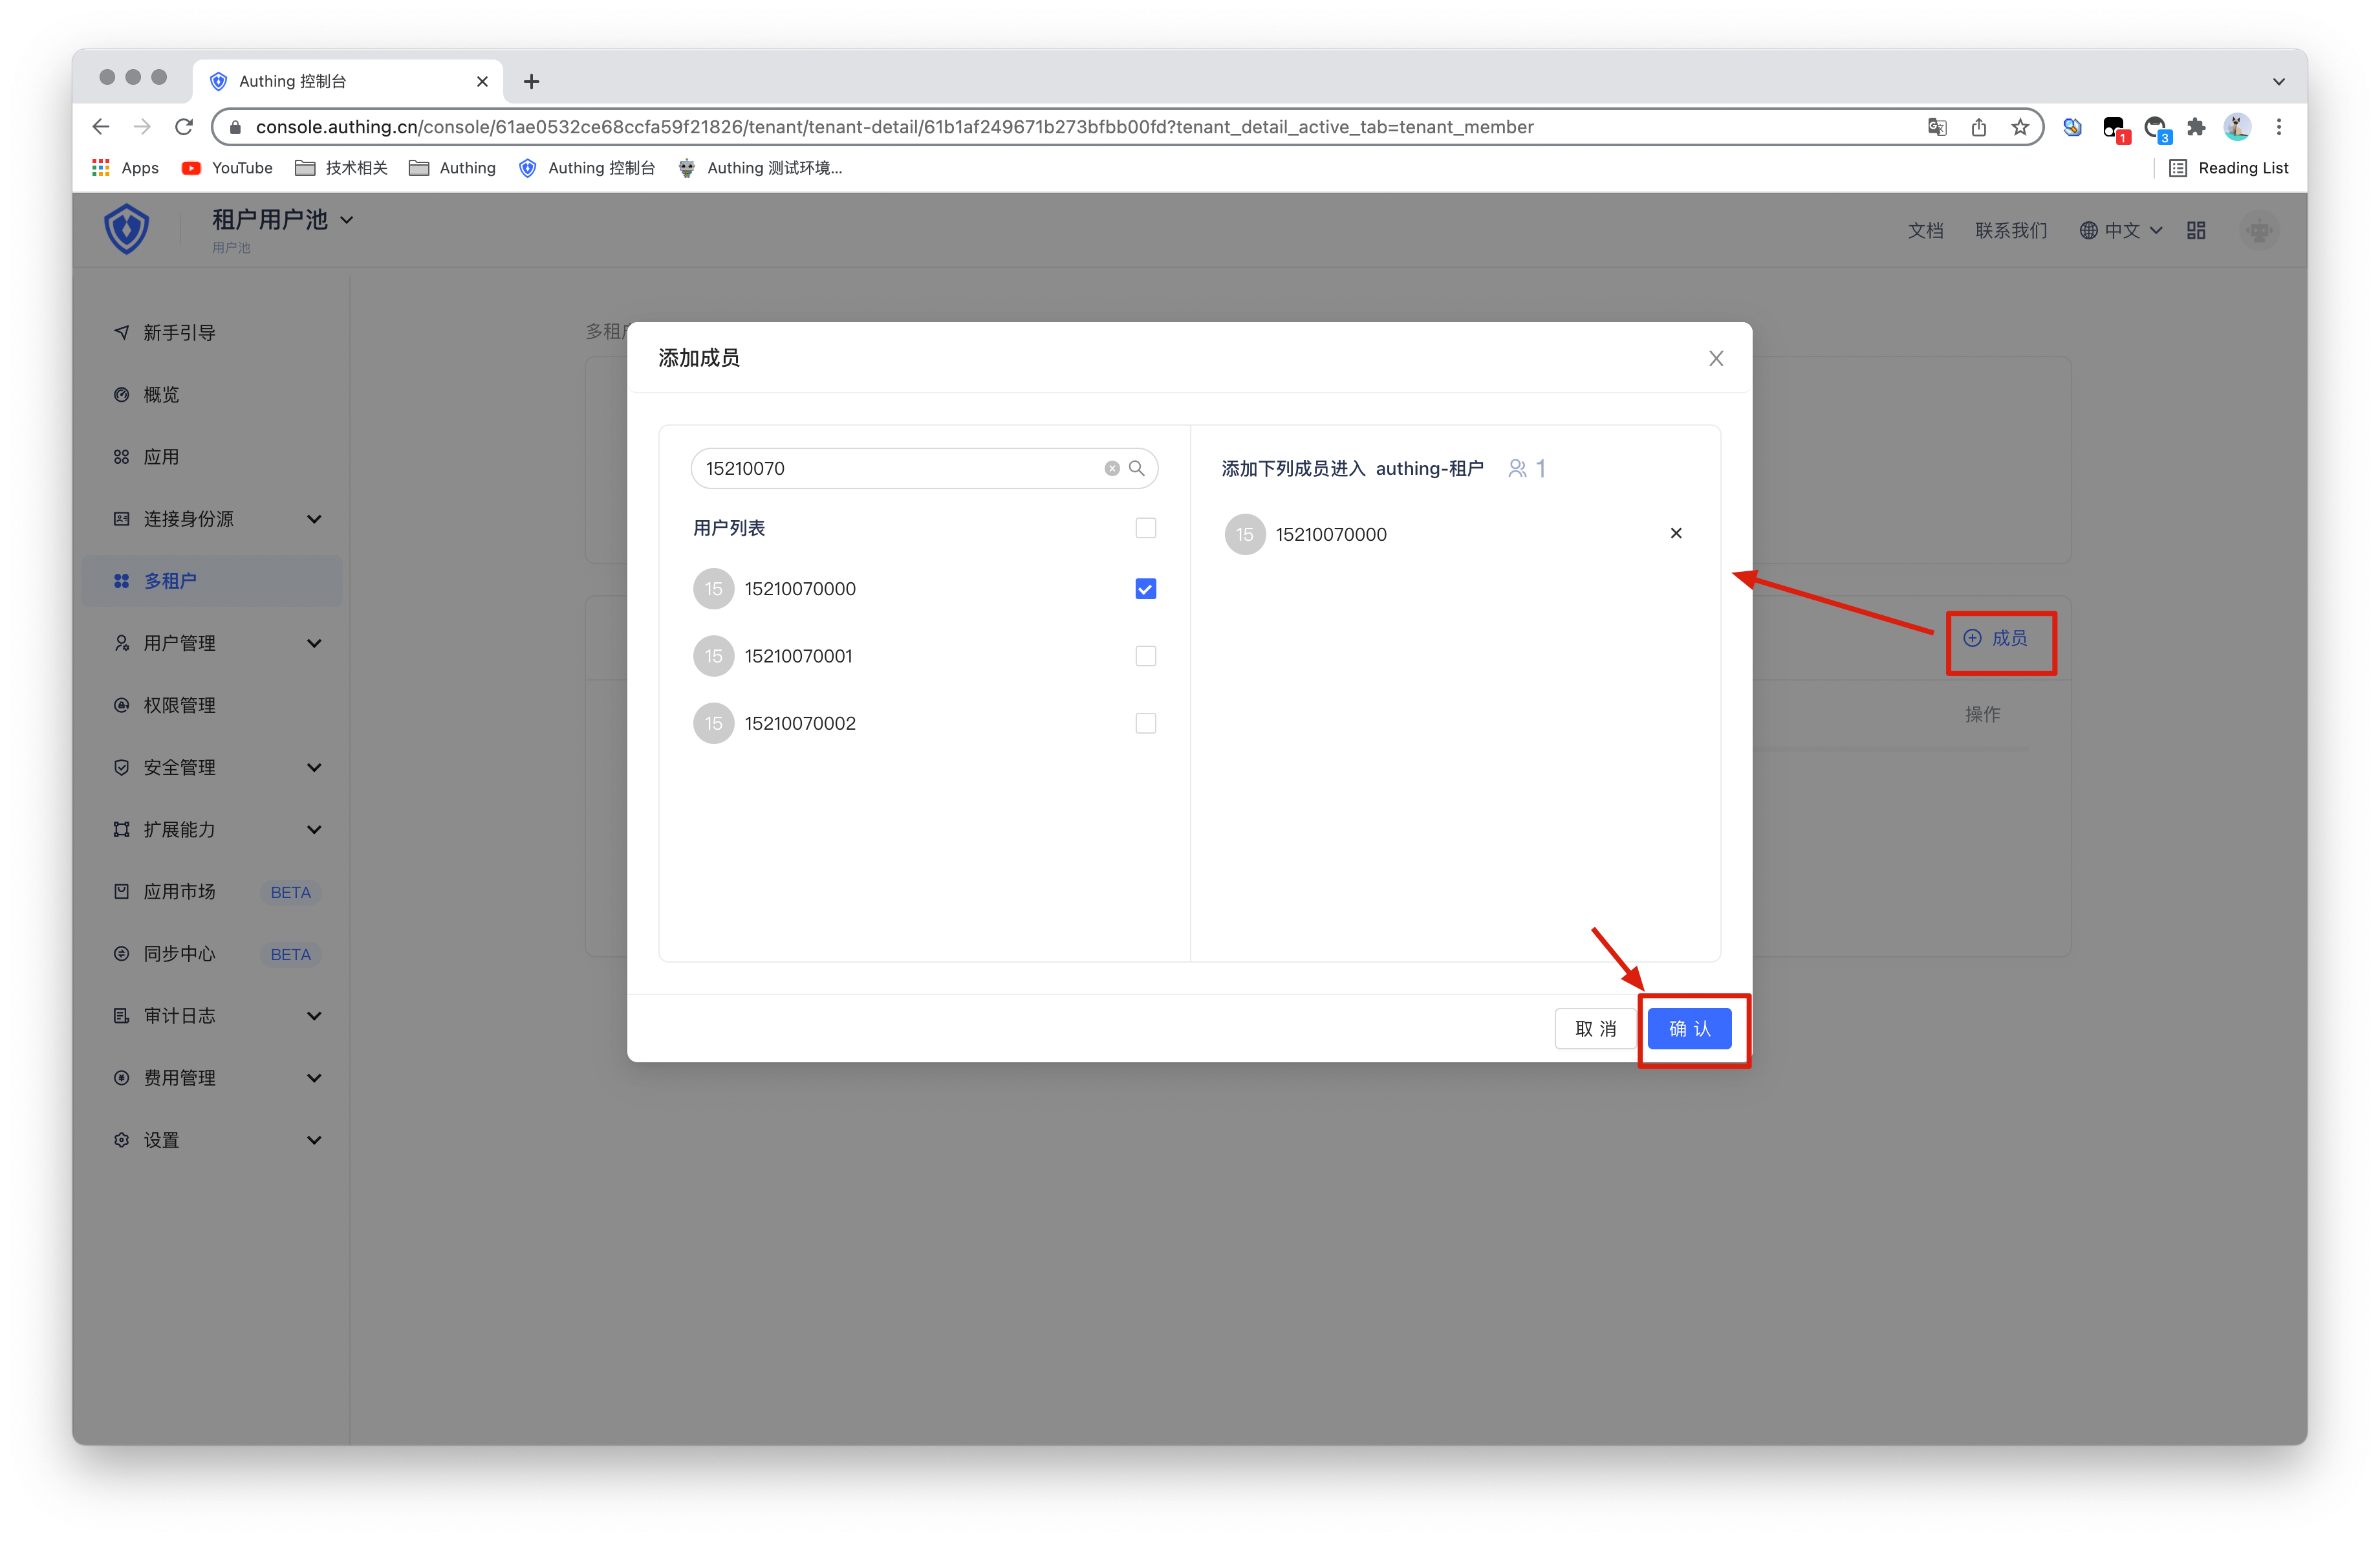 Authing 控制台
console.authing.cn/console/61ae0532ce68ccfa59f21826/tenant/tenant-detail/61b1af249671b273bfbb00fd?tenant_detail_active_tab=tenant_member
1
3
Apps
YouTube
技术相关
Authing
Authing 控制台
Authing 测试环境...
Reading List
租户用户池
用户池
文档
联系我们
中文
新手引导
概览
应用
连接身份源
多租户
用户管理
权限管理
安全管理
扩展能力
应用市场 BETA
同步中心 BETA
审计日志
费用管理
设置
多租
添加成员
15210070
用户列表
15 15210070000
15 15210070001
15 15210070002
添加下列成员进入 authing-租户 1
15 15210070000
取 消
确 认
成员
操作